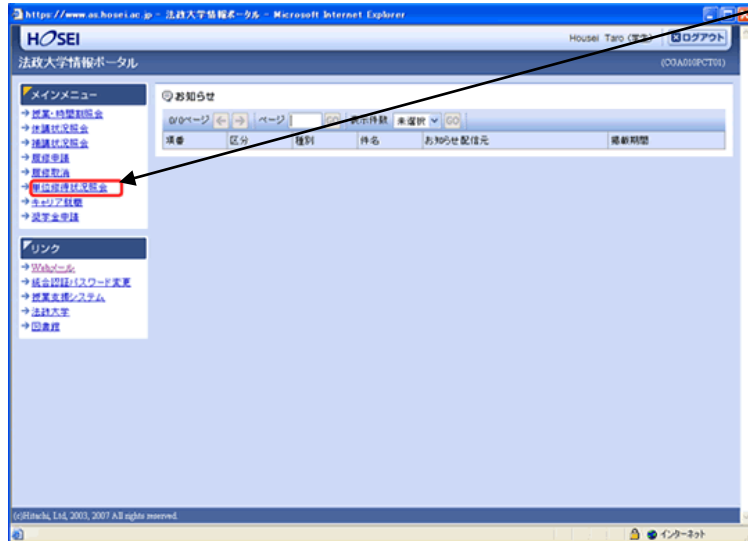 https://www.as.hosei.ac.jp - 法政大学情報ポータル - Microsoft Internet Explorer
HOSEI
Housei Taro (学生)
ログアウト
法政大学情報ポータル
(COA010PCT01)
メインメニュー
授業・時間割照会
休講状況照会
補講状況照会
履修申請
履修取消
単位修得状況照会
キャリア就職
奨学金申請
リンク
Webメール
統合認証パスワード変更
授業支援システム
法政大学
図書館
お知らせ
0/0ページ
ページ
GO
表示件数
未選択
GO
項番
区分
種別
件名
お知らせ配信元
掲載期間
(c)Hitachi, Ltd, 2003, 2007 All rights reserved.
インターネット